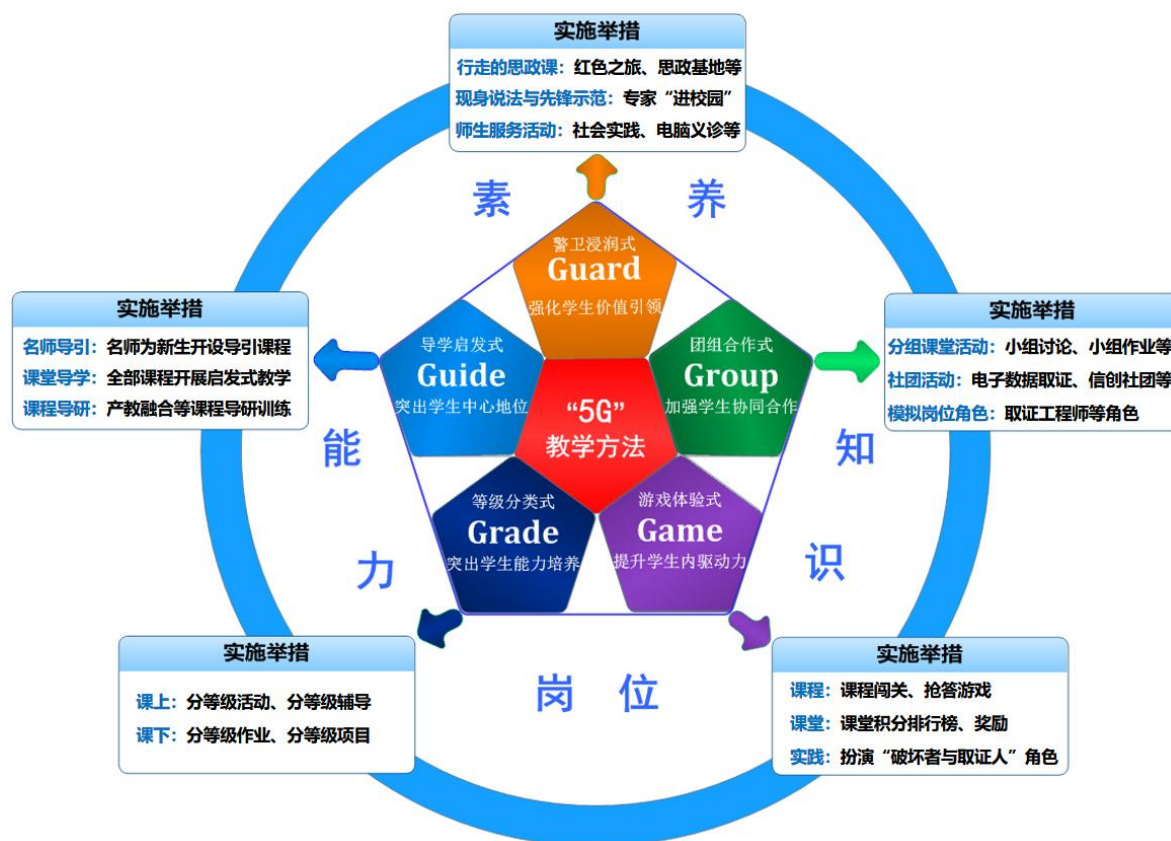 实施举措
行走的思政课：红色之旅、思政基地等
现身说法与先锋示范：专家“进校园”
师生服务活动：社会实践、电脑义诊等
素 养
警卫浸润式
Guard
强化学生价值引领
实施举措
名师导引：名师为新生开设导引课程
课堂导学：全部课程开展启发式教学
课程导研：产教融合等课程导研训练
导学启发式
Guide
突出学生中心地位
团组合作式
Group
加强学生协同合作
实施举措
分组课堂活动：小组讨论、小组作业等
社团活动：电子数据取证、信创社团等
模拟岗位角色：取证工程师等角色
“5G”
教学方法
能
力
知
识
等级分类式
Grade
突出学生能力培养
游戏体验式
Game
提升学生内驱动力
实施举措
课上：分等级活动、分等级辅导
课下：分等级作业、分等级项目
岗 位
实施举措
课程：课程闯关、抢答游戏
课堂：课堂积分排行榜、奖励
实践：扮演“破坏者与取证人”角色